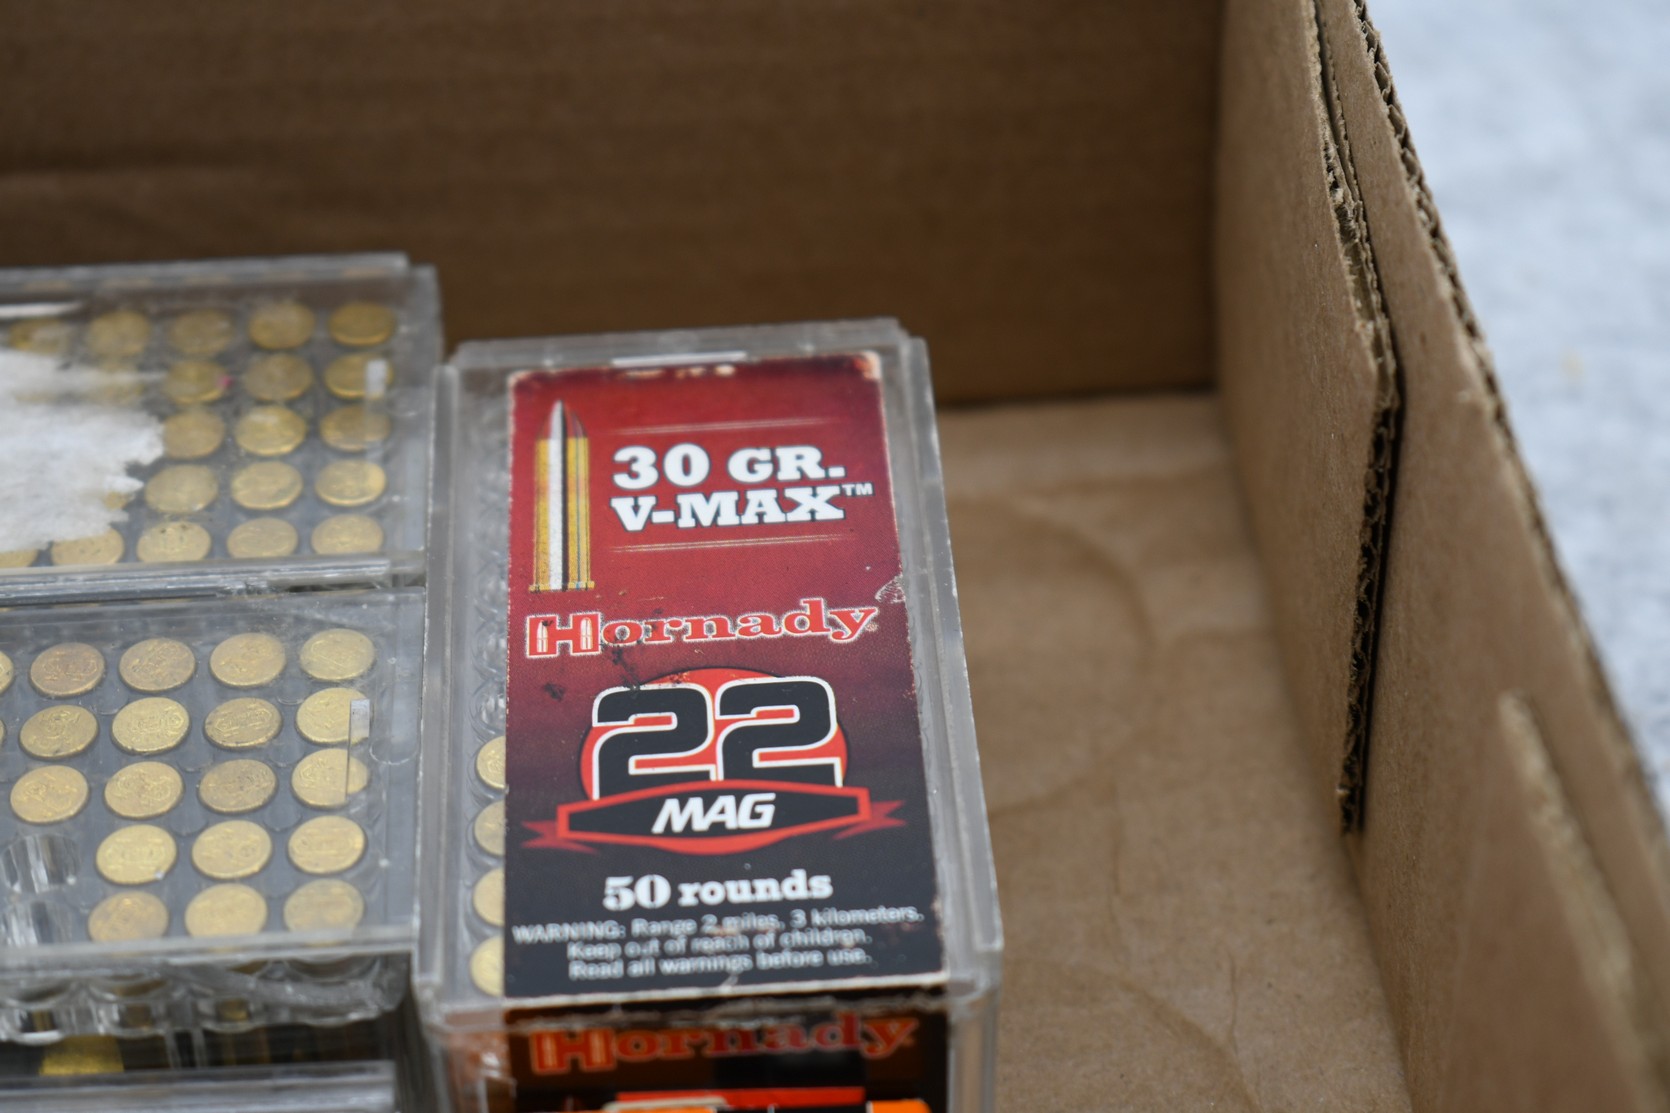 30 GR.
V-MAX™
Hornady®
22
MAG
50 rounds
WARNING: Range 2 miles, 3 kilometers.
Keep out of reach of children.
Read all warnings before use.
Hornady